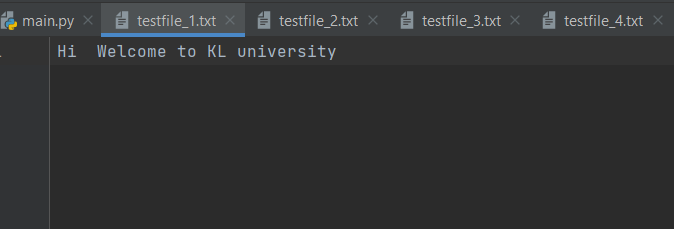 main.py testfile_1.txt testfile_2.txt testfile_3.txt testfile_4.txt
Hi  Welcome to KL university